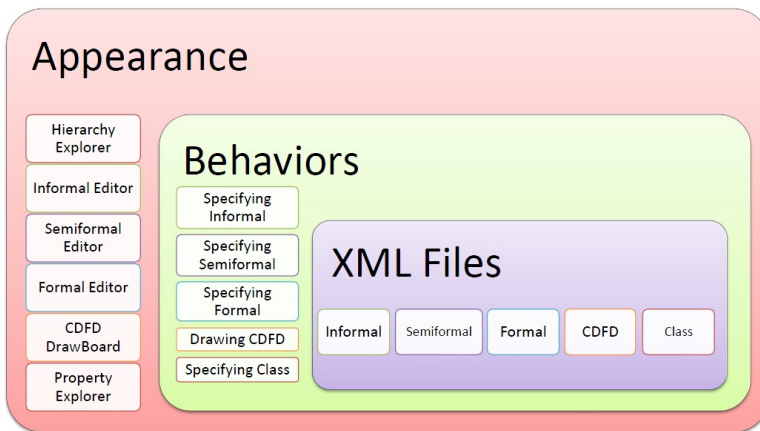 Appearance
Hierarchy
Explorer
Informal Editor
Semiformal
Editor
Formal Editor
CDFD
DrawBoard
Property
Explorer
Behaviors
Specifying
Informal
Specifying
Semiformal
Specifying
Formal
Drawing CDFD
Specifying Class
XML Files
Informal
Semiformal
Formal
CDFD
Class